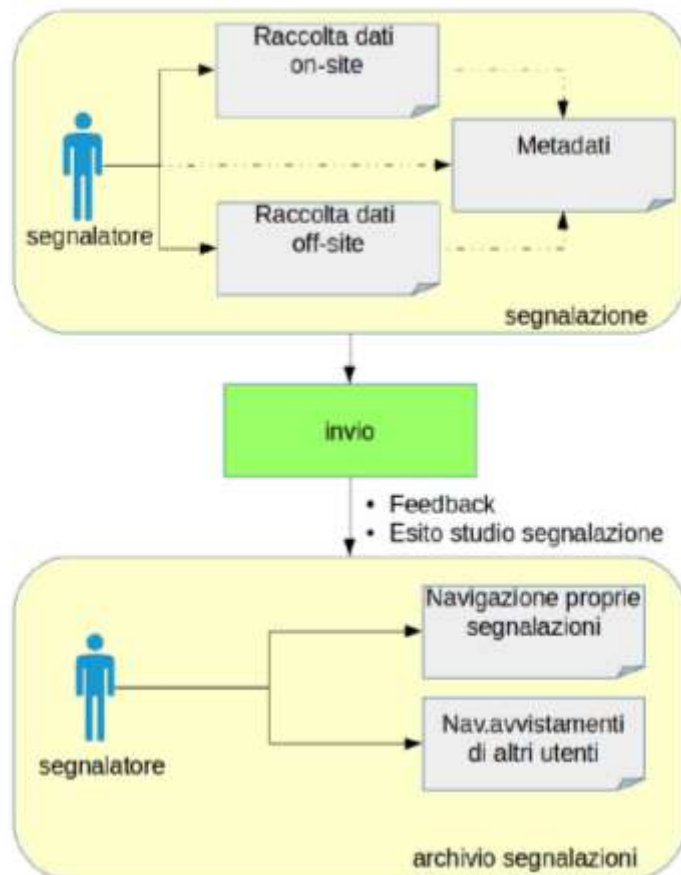 Raccolta dati
on-site
Metadati
segnalatore
Raccolta dati
off-site
segnalazione
invio
• Feedback
• Esito studio segnalazione
Navigazione proprie
segnalazioni
segnalatore
Nav.avvistamenti
di altri utenti
archivio segnalazioni